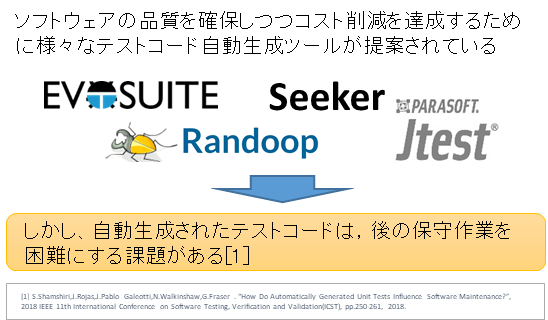 ソフトウェアの品質を確保しつつコスト削減を達成するため
に様々なテストコード自動生成ツールが提案されている
EVOSUITE
Seeker
PARASOFT.
Randoop
Jtest®
しかし、自動生成されたテストコードは，後の保守作業を
困難にする課題がある[1]
[1] S.Shamshiri,J.Rojas,J.Pablo Galeotti,N.Walkinshaw,G.Fraser . "How Do Automatically Generated Unit Tests Influence Software Maintenance?",
2018 IEEE 11th International Conference on Software Testing, Verification and Validation(ICST), pp.250-261, 2018.